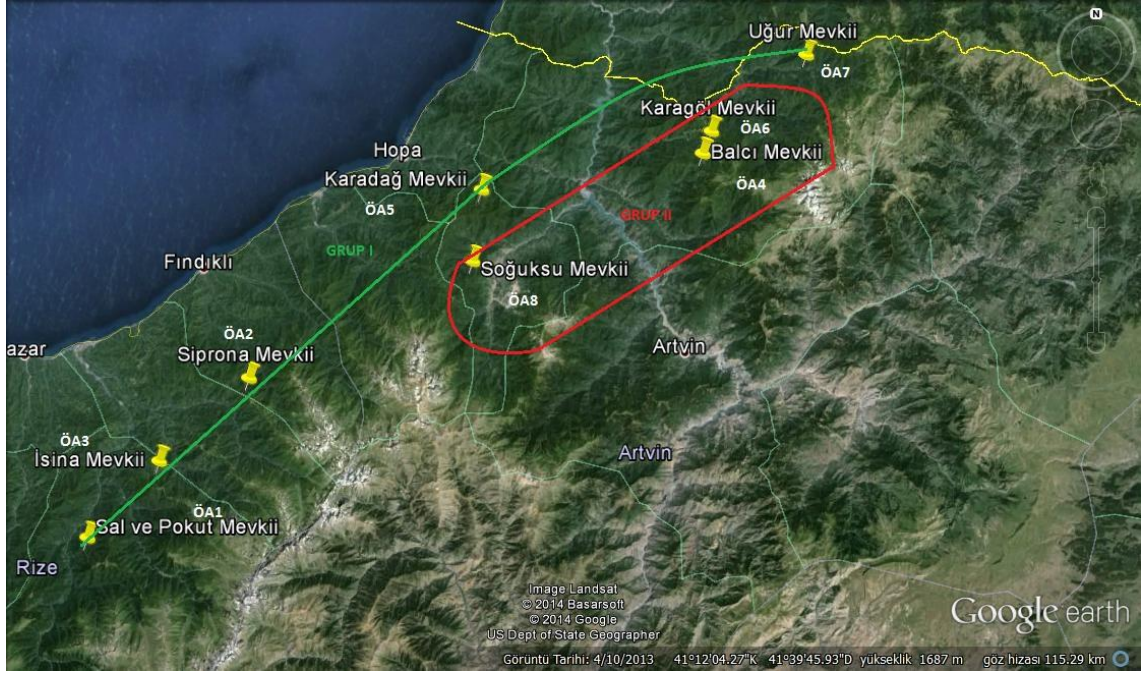 N
Uğur Mevkii
ÖA7
Karagöl Mevkii
ÖA6
Hopa
Balcı Mevkii
Karadağ Mevkii
ÖA4
ÖA5
GRUP II
GRUP I
Fındıklı
Soğuksu Mevkii
ÖA8
ÖA2
azar
Siprona Mevkii
Artvin
ÖA3
İsina Mevkii
Artvin
ÖA1
Sal ve Pokut Mevkii
Rize
Image Landsat
© 2014 Basarsoft
© 2014 Google
US Dept of State Geographer
Google earth
Görüntü Tarihi: 4/10/2013 41°12'04.27"K 41°39'45.93"D yükseklik 1687 m göz hizası 115.29 km